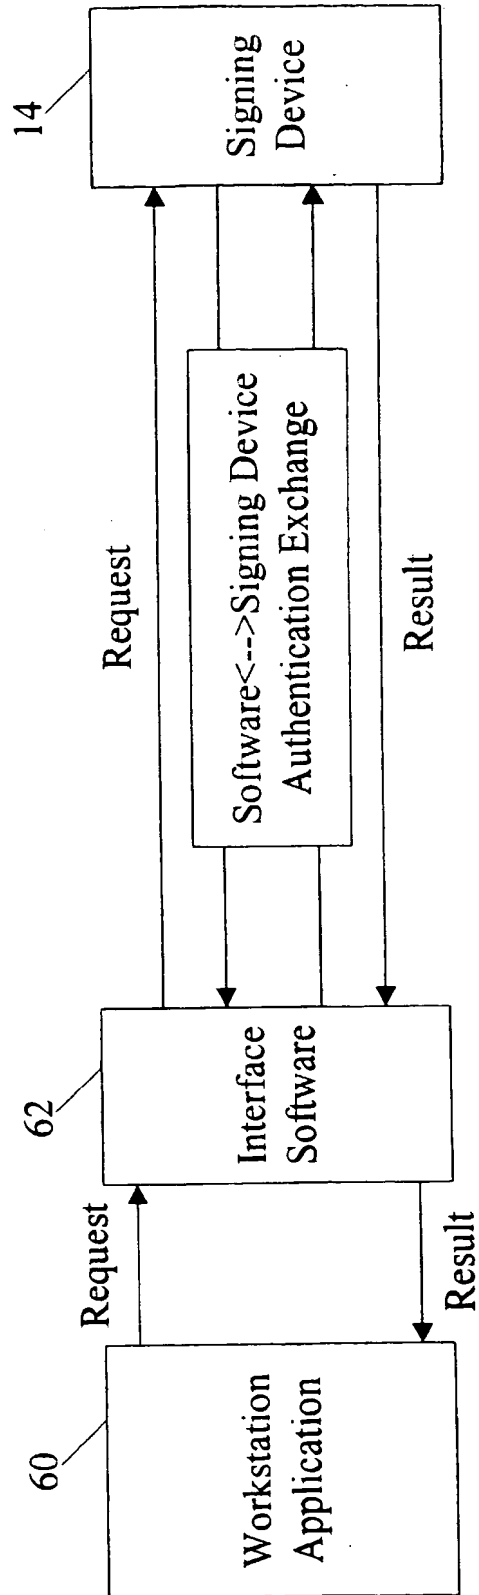 60
Workstation
Application
Request
Result
62
Interface
Software
Request
Software<-->Signing Device
Authentication Exchange
Result
14
Signing
Device